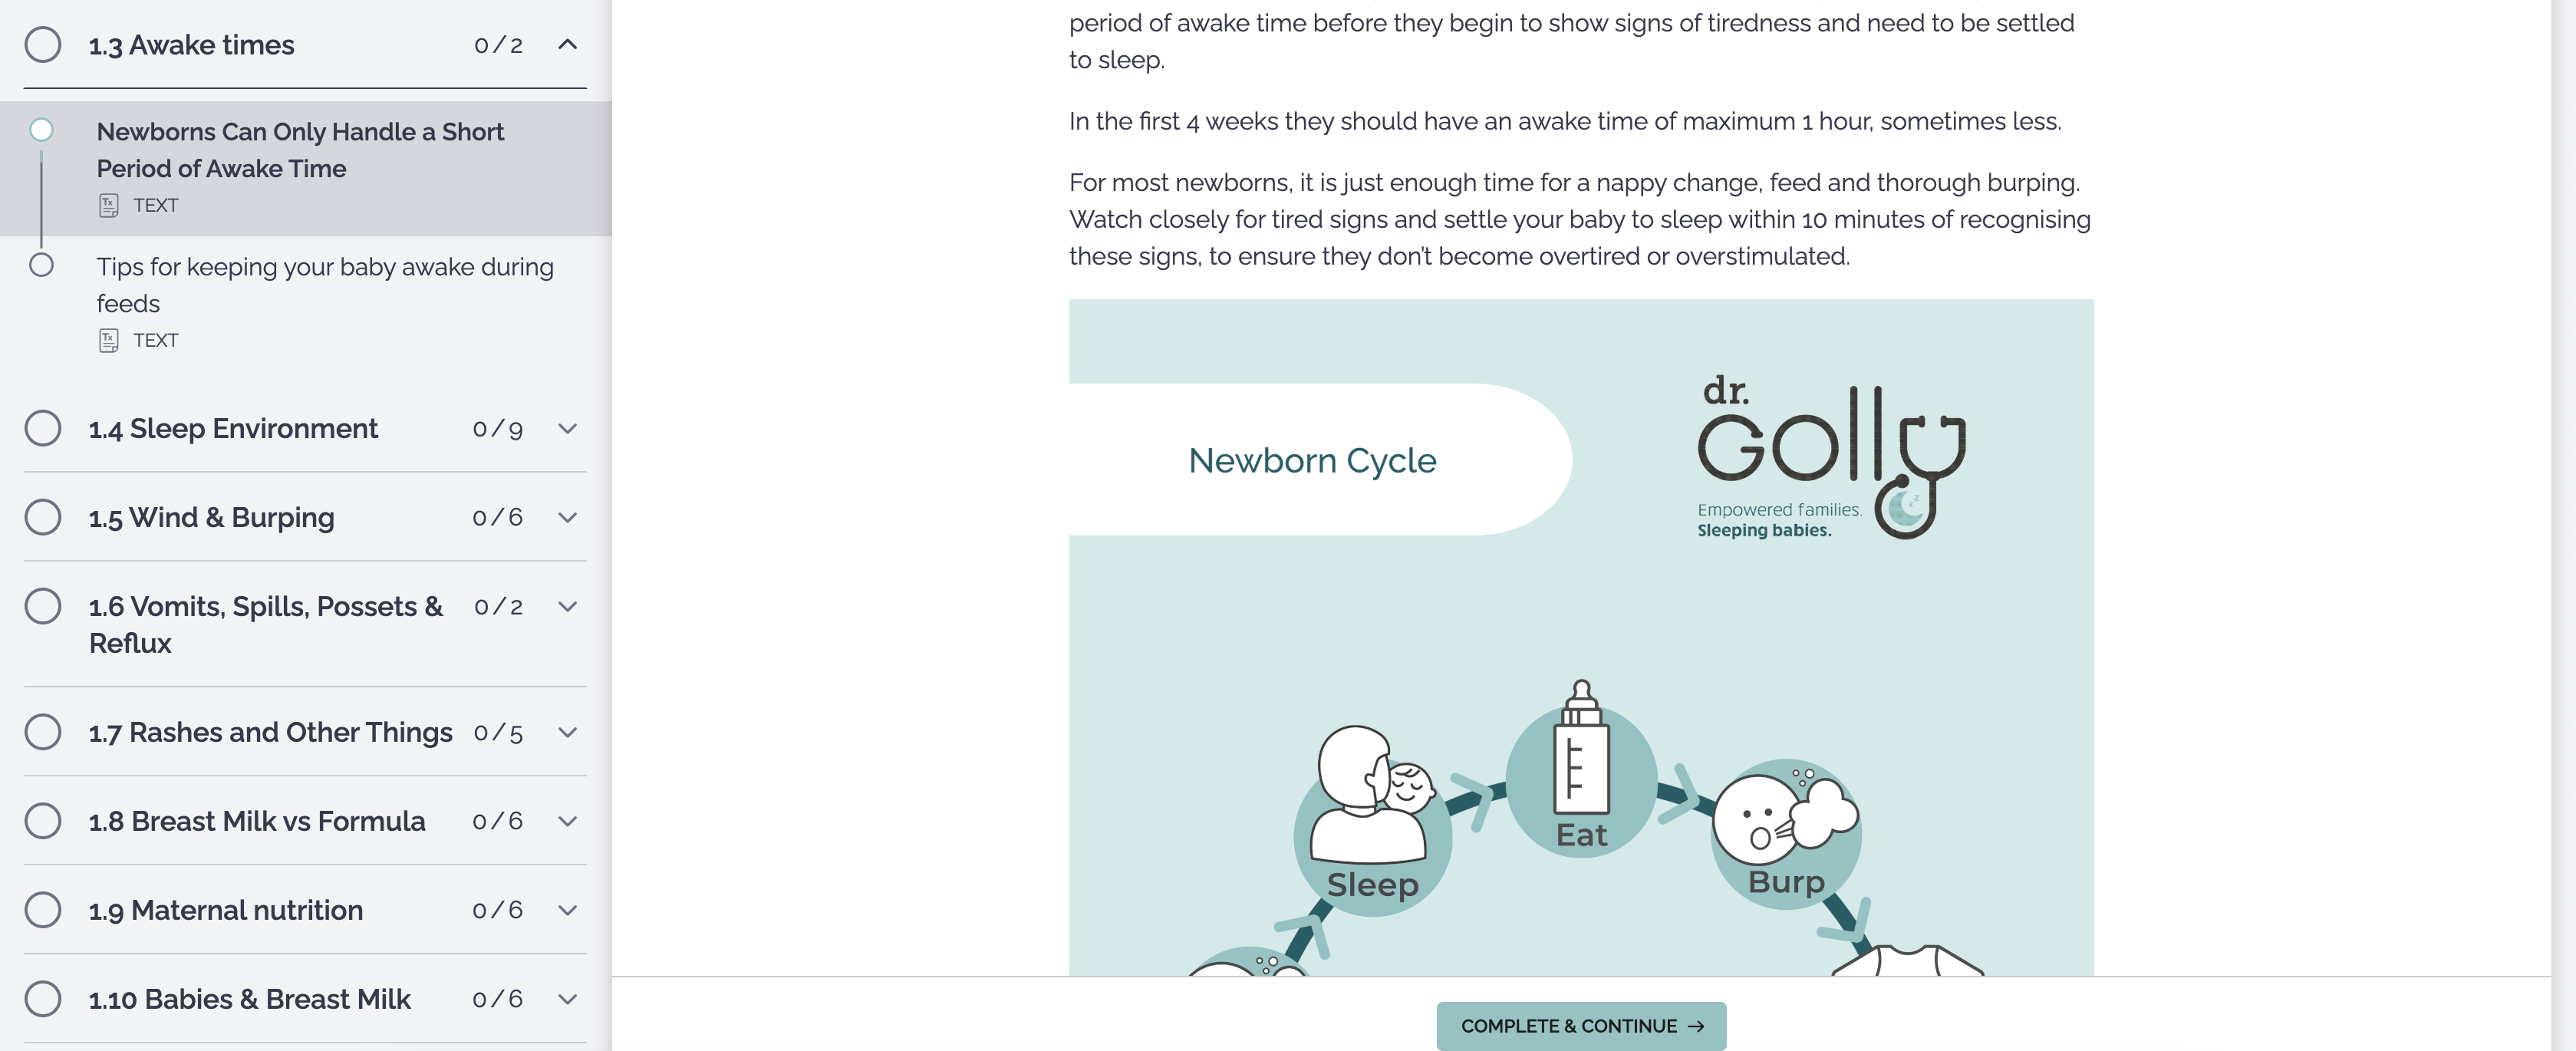 1.3 Awake times
0/2
Newborns Can Only Handle a Short
Period of Awake Time
TEXT
Tips for keeping your baby awake during
feeds
TEXT
1.4 Sleep Environment
0/9
1.5 Wind & Burping
0/6
1.6 Vomits, Spills, Possets &
Reflux
0/2
1.7 Rashes and Other Things
0/5
1.8 Breast Milk vs Formula
0/6
1.9 Maternal nutrition
0/6
1.10 Babies & Breast Milk
0/6
period of awake time before they begin to show signs of tiredness and need to be settled
to sleep.
In the first 4 weeks they should have an awake time of maximum 1 hour, sometimes less.
For most newborns, it is just enough time for a nappy change, feed and thorough burping.
Watch closely for tired signs and settle your baby to sleep within 10 minutes of recognising
these signs, to ensure they don't become overtired or overstimulated.
Newborn Cycle
dr.
Golly
Empowered families.
Sleeping babies.
Eat
Sleep
Burp
COMPLETE & CONTINUE →